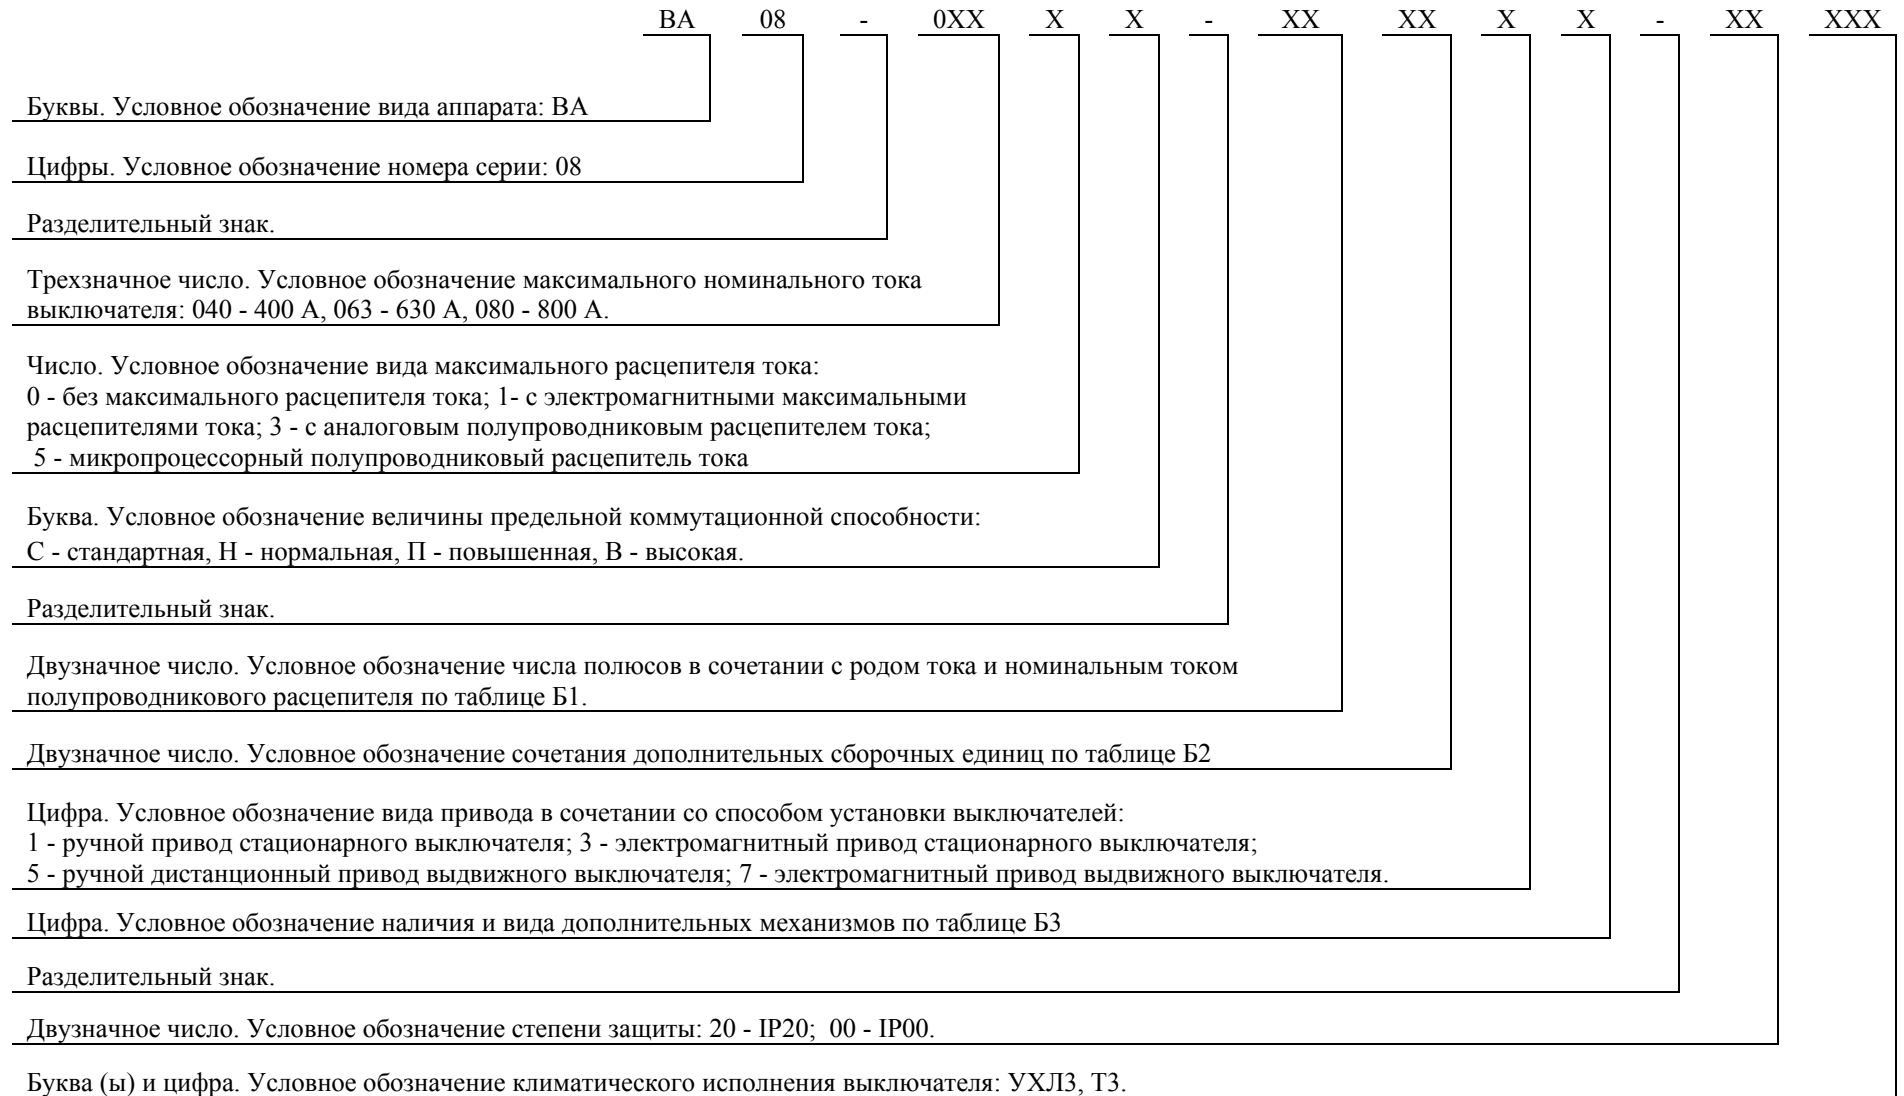 ВА 08 - 0ХХ Х Х - ХХ ХХ Х Х - ХХ ХХХ
Буквы. Условное обозначение вида аппарата: ВА
Цифры. Условное обозначение номера серии: 08
Разделительный знак.
Трехзначное число. Условное обозначение максимального номинального тока
выключателя: 040 - 400 А, 063 - 630 А, 080 - 800 А.
Число. Условное обозначение вида максимального расцепителя тока:
0 - без максимального расцепителя тока; 1- с электромагнитными максимальными
расцепителями тока; 3 - с аналоговым полупроводниковым расцепителем тока;
5 - микропроцессорный полупроводниковый расцепитель тока
Буква. Условное обозначение величины предельной коммутационной способности:
С - стандартная, Н - нормальная, П - повышенная, В - высокая.
Разделительный знак.
Двузначное число. Условное обозначение числа полюсов в сочетании с родом тока и номинальным током
полупроводникового расцепителя по таблице Б1.
Двузначное число. Условное обозначение сочетания дополнительных сборочных единиц по таблице Б2
Цифра. Условное обозначение вида привода в сочетании со способом установки выключателей:
1 - ручной привод стационарного выключателя; 3 - электромагнитный привод стационарного выключателя;
5 - ручной дистанционный привод выдвижного выключателя; 7 - электромагнитный привод выдвижного выключателя.
Цифра. Условное обозначение наличия и вида дополнительных механизмов по таблице Б3
Разделительный знак.
Двузначное число. Условное обозначение степени защиты: 20 - IP20; 00 - IP00.
Буква (ы) и цифра. Условное обозначение климатического исполнения выключателя: УХЛ3, Т3.